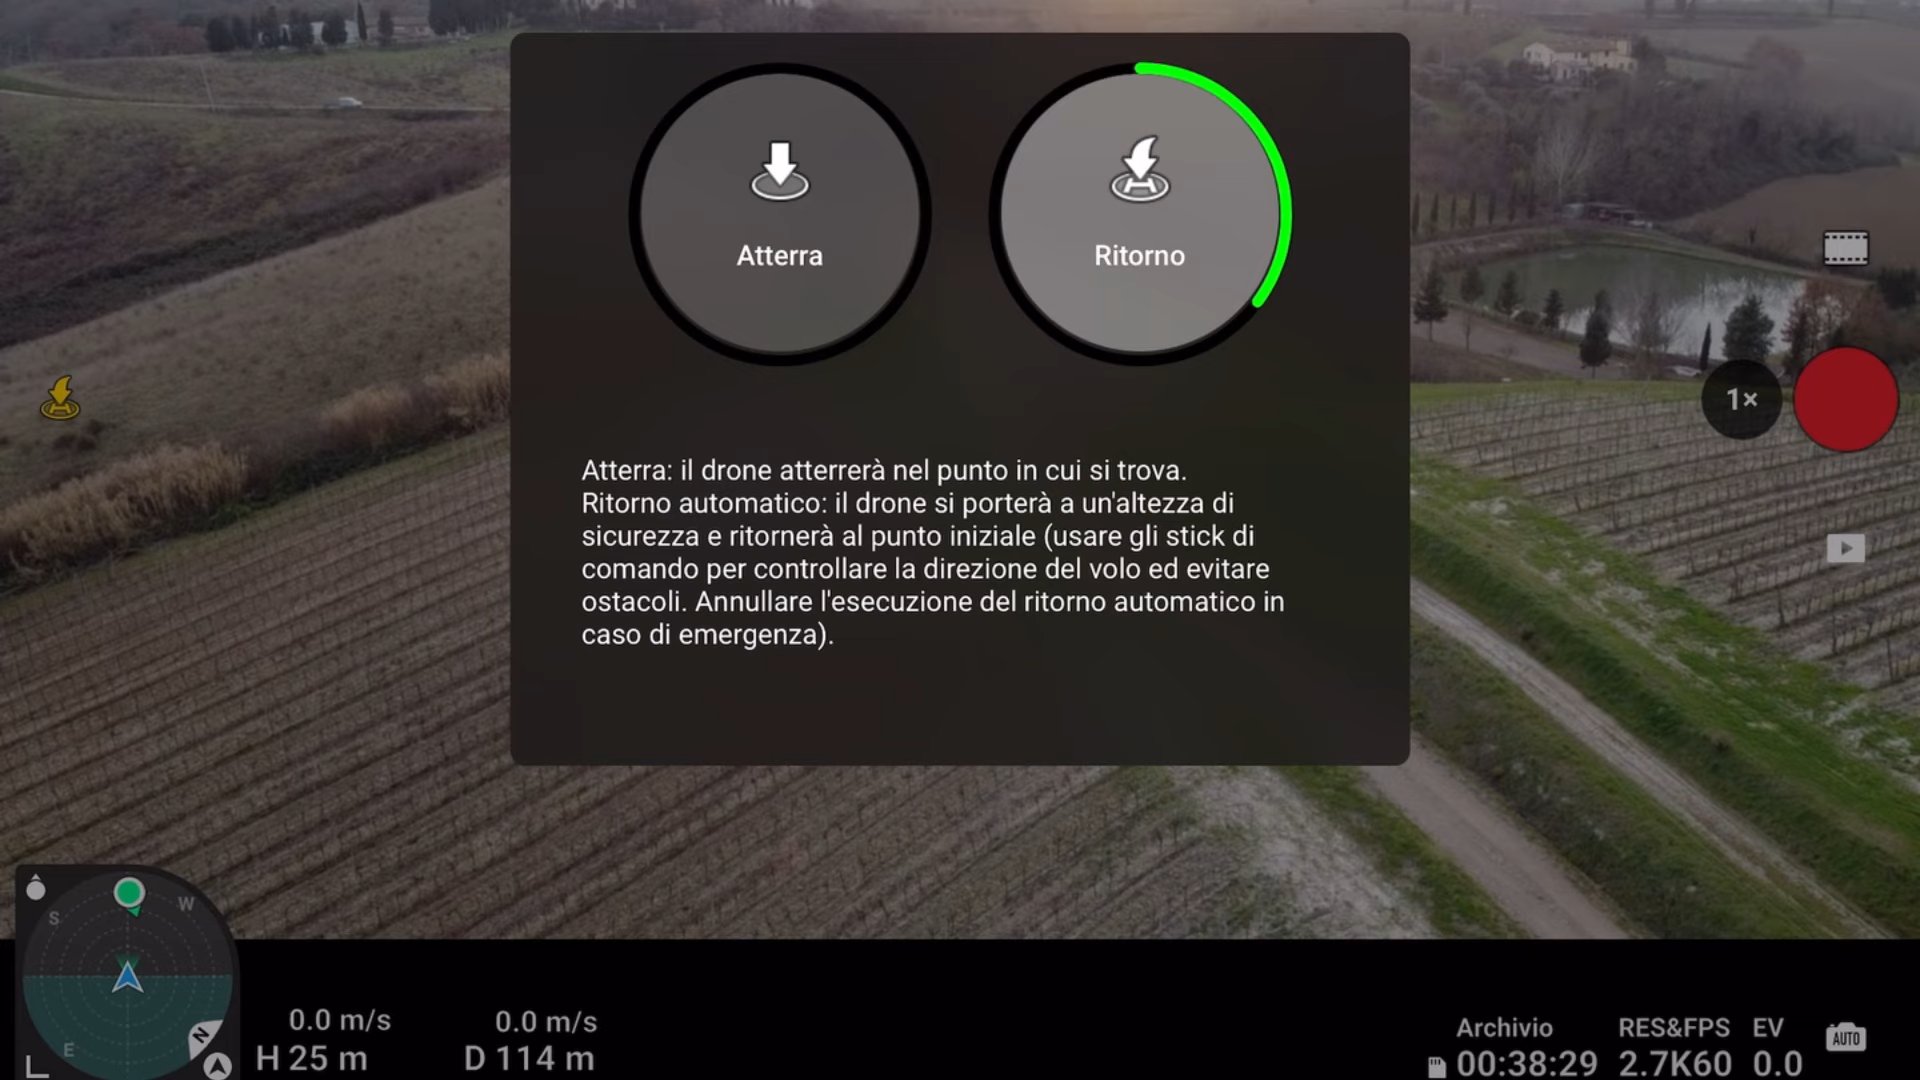 Atterra
Ritorno
Atterra: il drone atterrerà nel punto in cui si trova.
Ritorno automatico: il drone si porterà a un'altezza di
sicurezza e ritornerà al punto iniziale (usare gli stick di
comando per controllare la direzione del volo ed evitare
ostacoli. Annullare l'esecuzione del ritorno automatico in
caso di emergenza).
1×
S
W
N
E
0.0 m/s
0.0 m/s
H 25 m
D 114 m
Archivio
RES&FPS
EV
00:38:29
2.7K60
0.0
AUTO